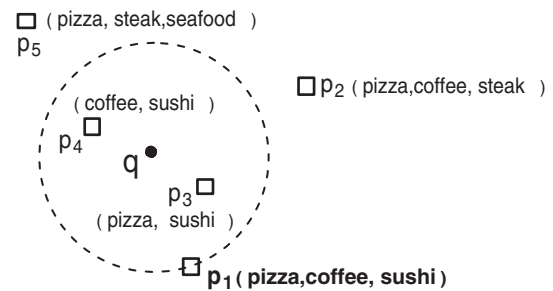 ( pizza, steak,seafood )
p5
p2 ( pizza,coffee, steak )
( coffee, sushi )
p4
q
p3
( pizza, sushi )
p1( pizza,coffee, sushi )